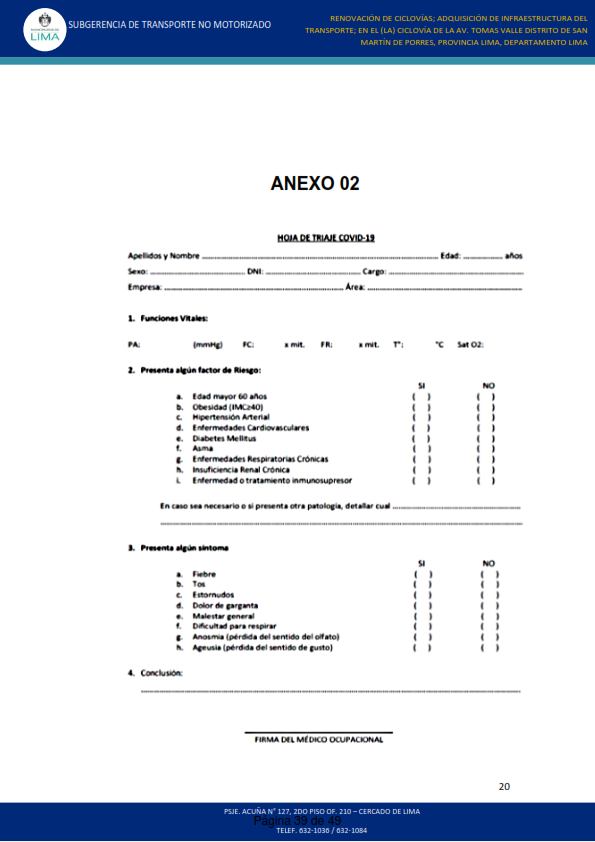 MUNICIPALIDAD DE
LIMA
SUBGERENCIA DE TRANSPORTE NO MOTORIZADO
RENOVACIÓN DE CICLOVÍAS; ADQUISICIÓN DE INFRAESTRUCTURA DEL
TRANSPORTE; EN EL (LA) CICLOVÍA DE LA AV. TOMAS VALLE DISTRITO DE SAN
MARTÍN DE PORRES, PROVINCIA LIMA, DEPARTAMENTO LIMA
ANEXO 02
HOJA DE TRIAJE COVID-19
Apellidos y Nombre ........ Edad: ........ años
Sexo: ........ DNI: ........ Cargo: ........
Empresa: ........ Área: ........
1. Funciones Vitales:
PA: (mmHg) FC: x mit. FR: x mit. T°: °C Sat O2:
2. Presenta algún factor de Riesgo:
SI NO
a. Edad mayor 60 años ( ) ( )
b. Obesidad (IMC≥40) ( ) ( )
c. Hipertensión Arterial ( ) ( )
d. Enfermedades Cardiovasculares ( ) ( )
e. Diabetes Mellitus ( ) ( )
f. Asma ( ) ( )
g. Enfermedades Respiratorias Crónicas ( ) ( )
h. Insuficiencia Renal Crónica ( ) ( )
i. Enfermedad o tratamiento inmunosupresor ( ) ( )
En caso sea necesario o si presenta otra patología, detallar cual ........
........
3. Presenta algún síntoma
SI NO
a. Fiebre ( ) ( )
b. Tos ( ) ( )
c. Estornudos ( ) ( )
d. Dolor de garganta ( ) ( )
e. Malestar general ( ) ( )
f. Dificultad para respirar ( ) ( )
g. Anosmia (pérdida del sentido del olfato) ( ) ( )
h. Ageusia (pérdida del sentido de gusto) ( ) ( )
4. Conclusión:
........
FIRMA DEL MÉDICO OCUPACIONAL
20
PSJE. ACUÑA N° 127, 2DO PISO OF. 210 – CERCADO DE LIMA
Página 39 de 49
TELEF. 632-1036 / 632-1084